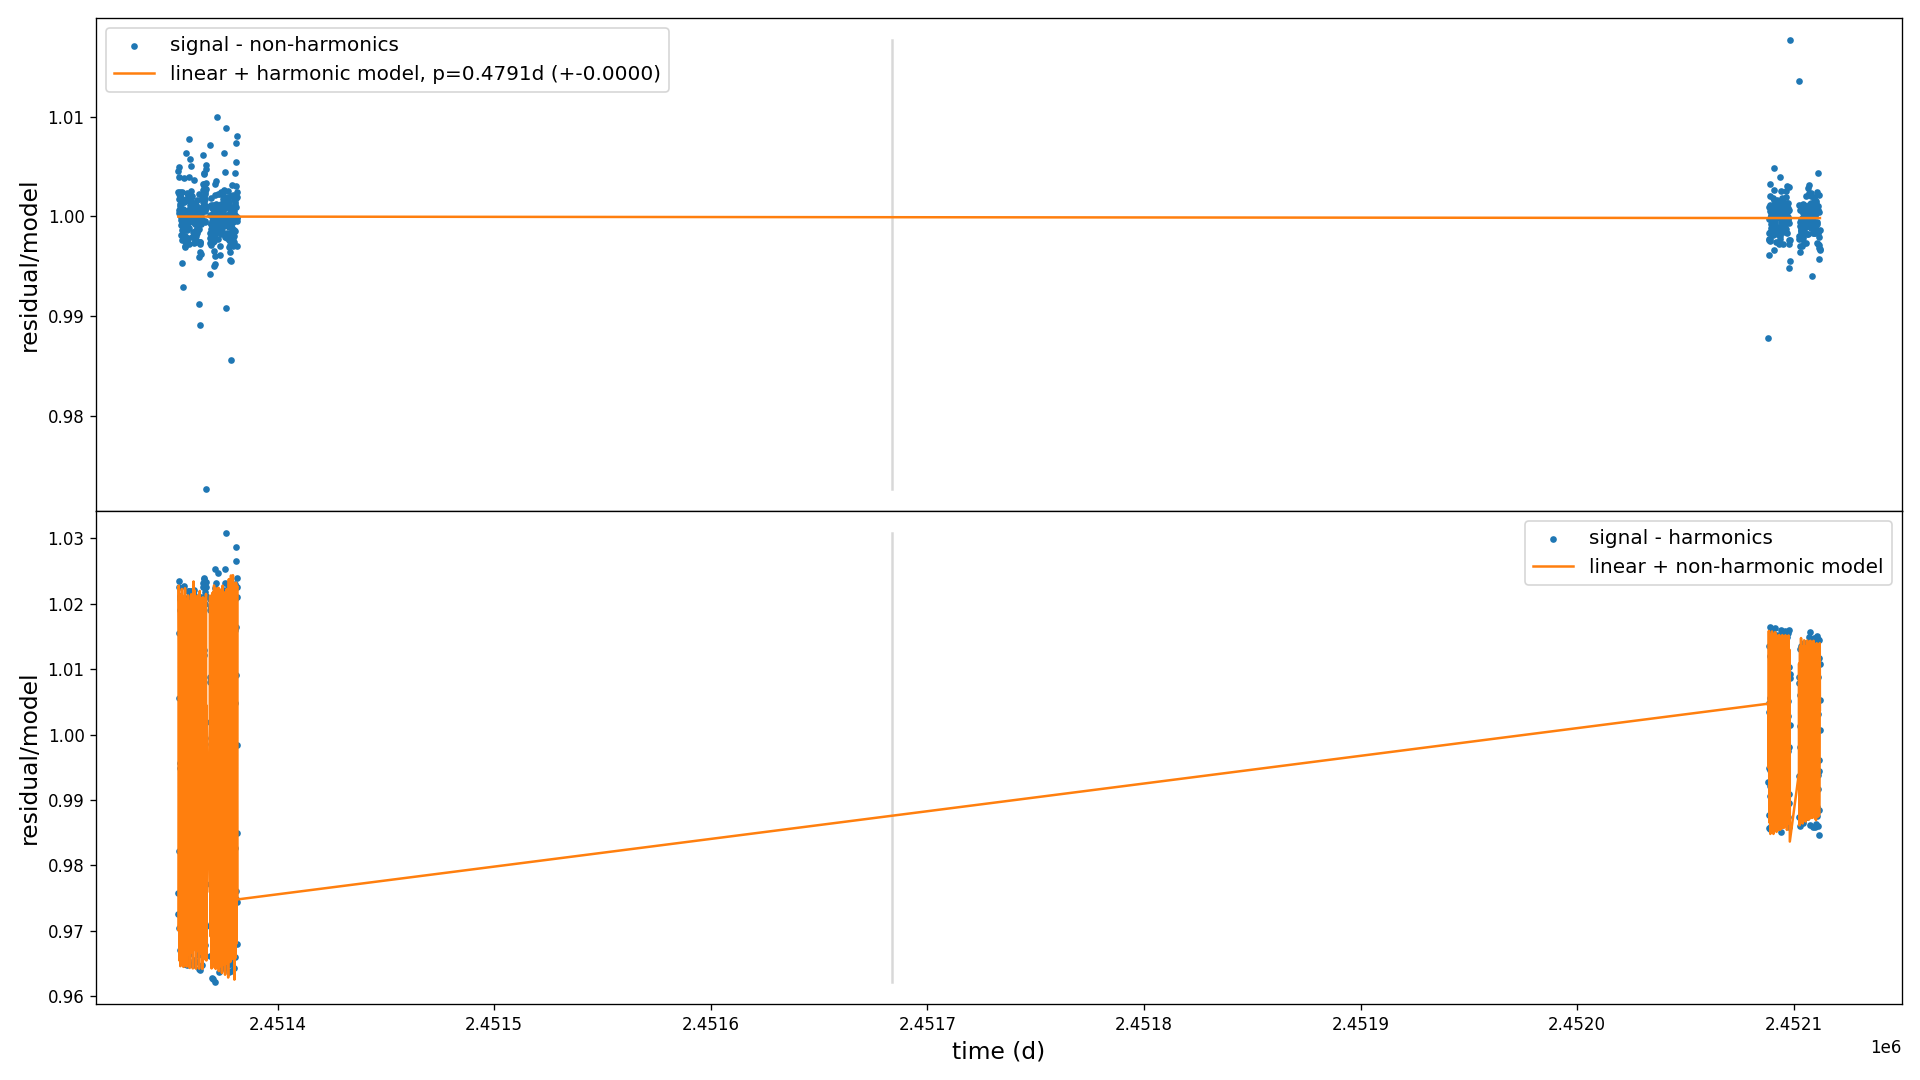 signal - non-harmonics
linear + harmonic model, p=0.4791d (+-0.0000)
1.01
1.00
0.99
0.98
residual/model
signal - harmonics
linear + non-harmonic model
1.03
1.02
1.01
1.00
0.99
0.98
0.97
0.96
residual/model
2.4514
2.4515
2.4516
2.4517
2.4518
2.4519
2.4520
2.4521
time (d)
1e6